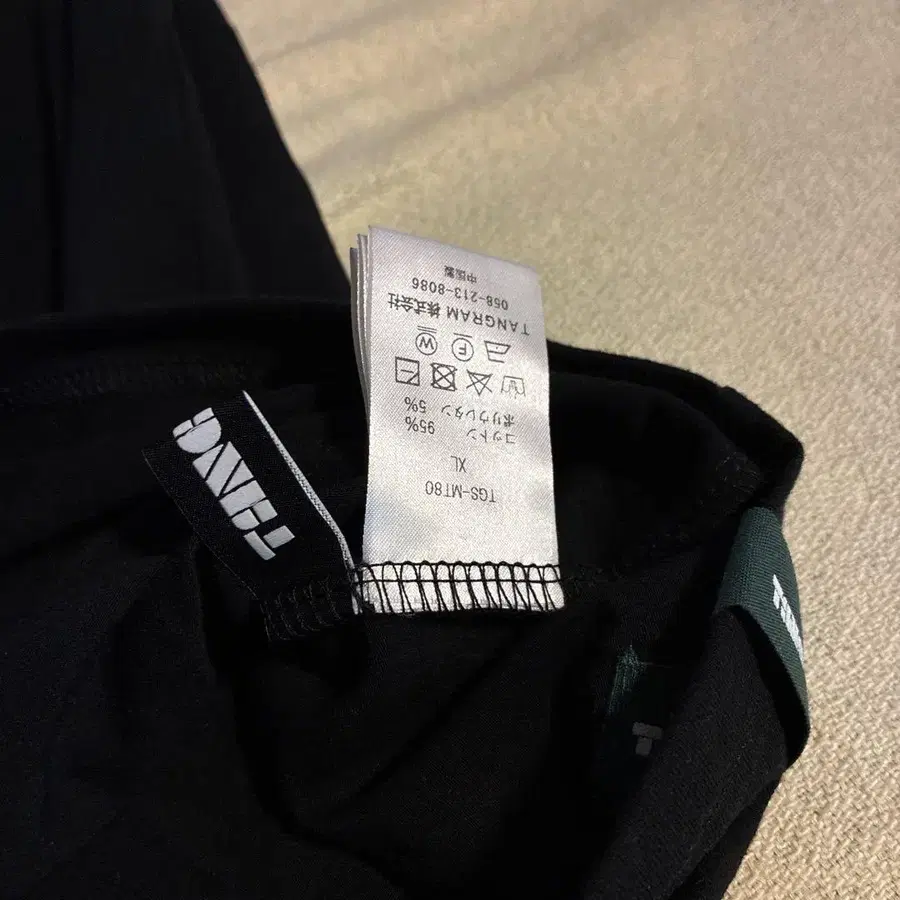 TGS-MT80
XL
コットン 95%
ポリウレタン 5%
W F
TANGRAM 株式会社
058-213-8086
中国製
TANG
T